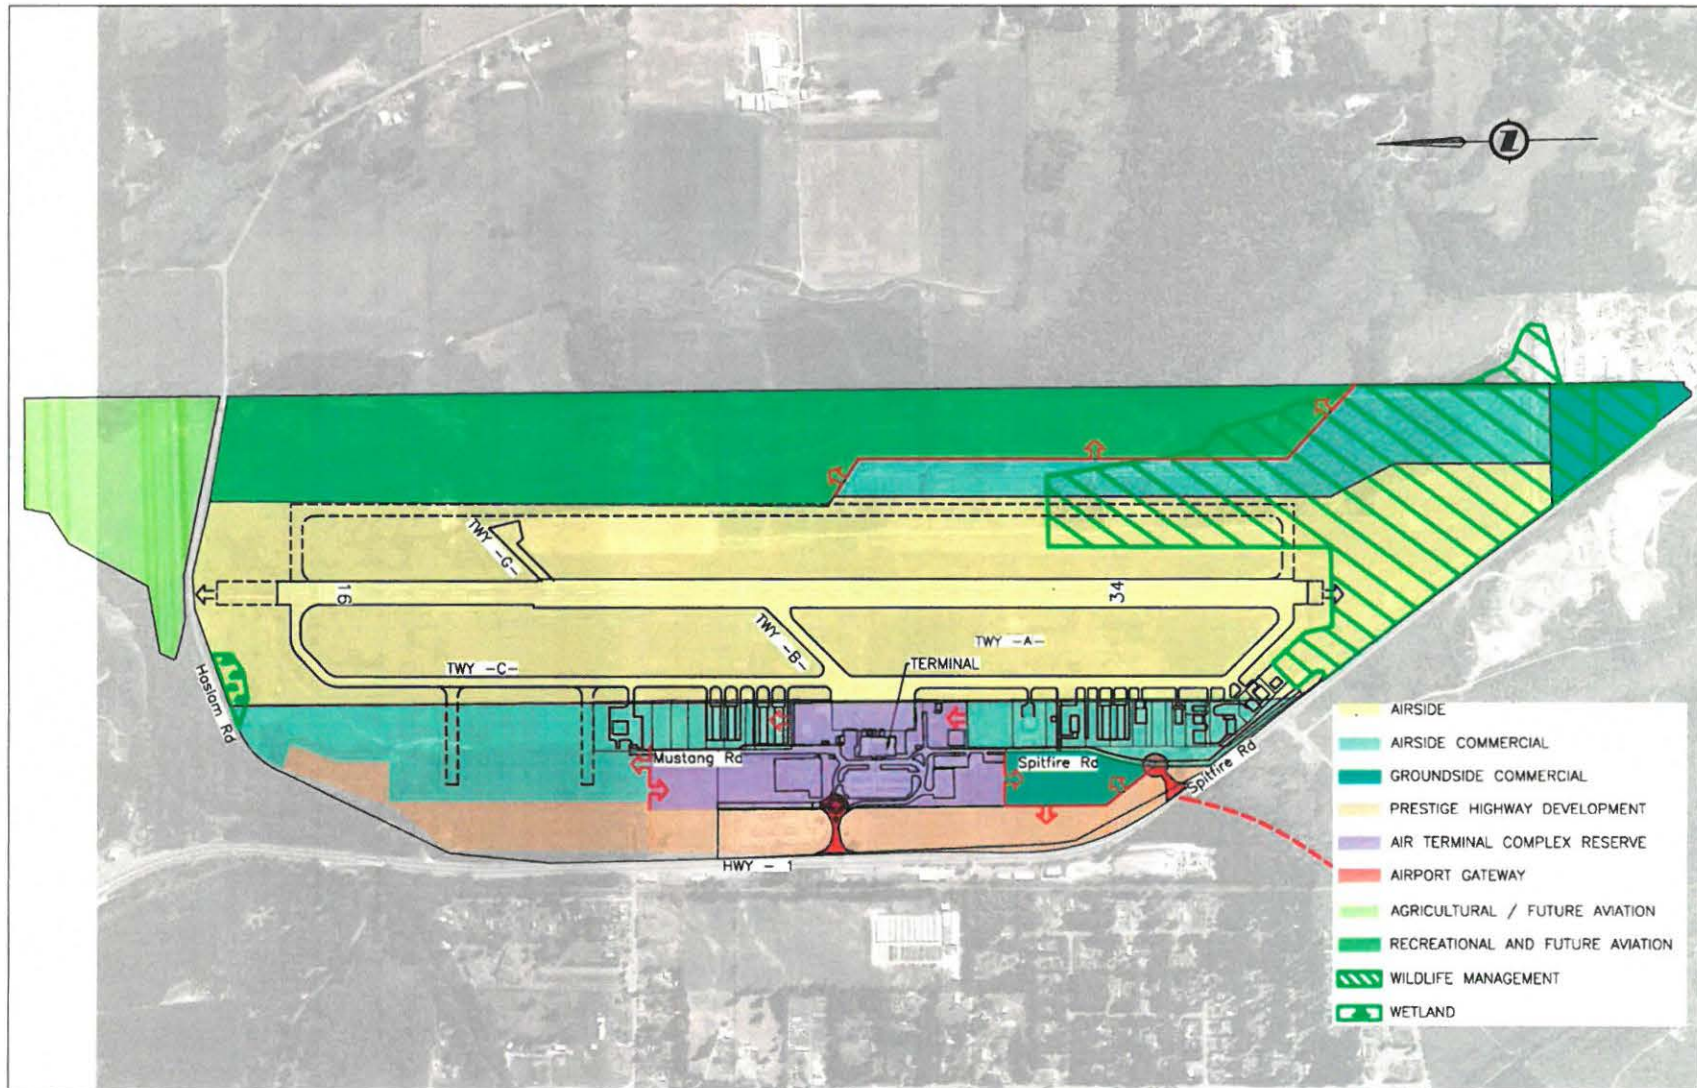 Z
TWY -G-
16
34
TWY -B-
TWY -A-
TWY -C-
TERMINAL
Haslam Rd
Mustang Rd
Spitfire Rd
Spitfire Rd
HWY - 1
AIRSIDE
AIRSIDE COMMERCIAL
GROUNDSIDE COMMERCIAL
PRESTIGE HIGHWAY DEVELOPMENT
AIR TERMINAL COMPLEX RESERVE
AIRPORT GATEWAY
AGRICULTURAL / FUTURE AVIATION
RECREATIONAL AND FUTURE AVIATION
WILDLIFE MANAGEMENT
WETLAND